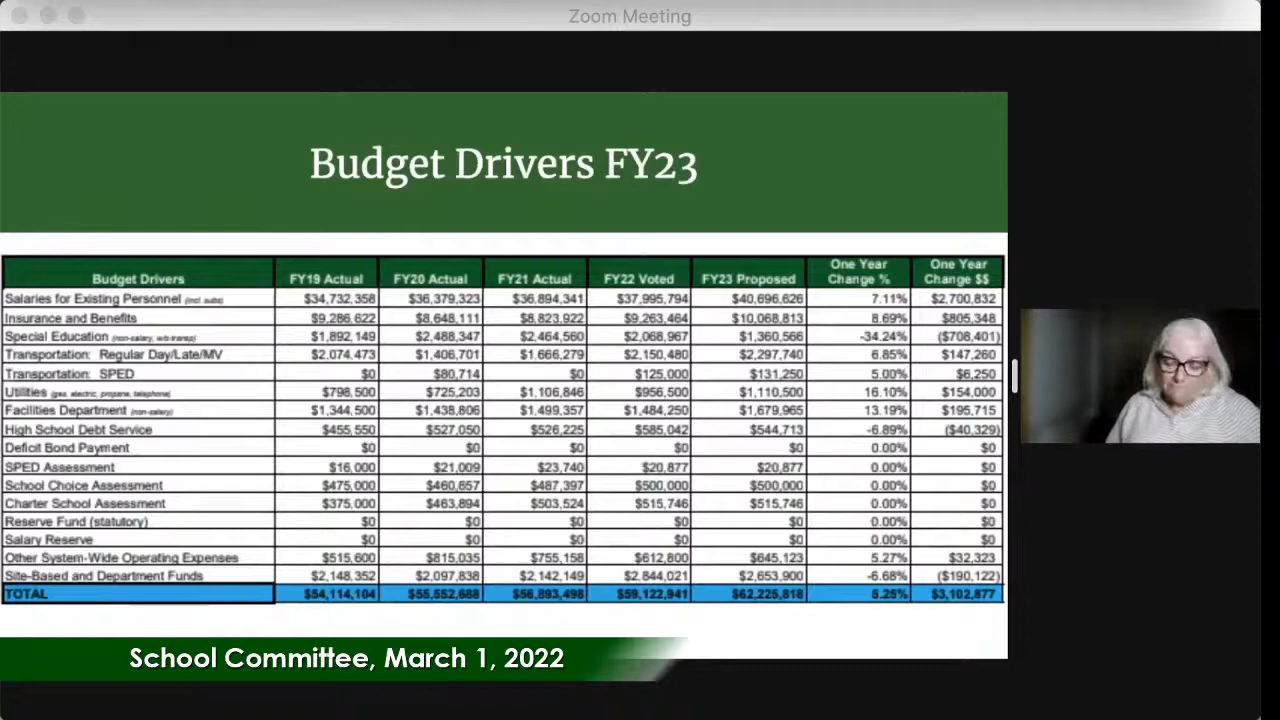 Zoom Meeting
Budget Drivers FY23
Budget Drivers FY19 Actual FY20 Actual FY21 Actual FY22 Voted FY23 Proposed One Year Change % One Year Change $$
Salaries for Existing Personnel (incl. subs) $34,732,358 $36,379,323 $36,894,341 $37,995,794 $40,696,626 7.11% $2,700,832
Insurance and Benefits $9,286,622 $8,648,111 $8,823,922 $9,263,464 $10,068,813 8.69% $805,348
Special Education (non-salary, w/o transp) $1,892,149 $2,488,347 $2,464,560 $2,068,967 $1,360,566 -34.24% ($708,401)
Transportation: Regular Day/Late/MV $2,074,473 $1,406,701 $1,666,279 $2,150,480 $2,297,740 6.85% $147,260
Transportation: SPED $0 $80,714 $0 $125,000 $131,250 5.00% $6,250
Utilities (gas, electric, propane, telephone) $798,500 $725,203 $1,106,846 $956,500 $1,110,500 16.10% $154,000
Facilities Department (non-salary) $1,344,500 $1,438,806 $1,499,357 $1,484,250 $1,679,965 13.19% $195,715
High School Debt Service $455,550 $527,050 $526,225 $585,042 $544,713 -6.89% ($40,329)
Deficit Bond Payment $0 $0 $0 $0 $0 0.00% $0
SPED Assessment $16,000 $21,009 $23,740 $20,877 $20,877 0.00% $0
School Choice Assessment $475,000 $460,657 $487,397 $500,000 $500,000 0.00% $0
Charter School Assessment $375,000 $463,894 $503,524 $515,746 $515,746 0.00% $0
Reserve Fund (statutory) $0 $0 $0 $0 $0 0.00% $0
Salary Reserve $0 $0 $0 $0 $0 0.00% $0
Other System-Wide Operating Expenses $515,600 $815,035 $755,158 $612,800 $645,123 5.27% $32,323
Site-Based and Department Funds $2,148,352 $2,097,838 $2,142,149 $2,844,021 $2,653,900 -6.68% ($190,122)
TOTAL $54,114,104 $55,552,688 $56,893,498 $59,122,941 $62,225,818 5.25% $3,102,877
School Committee, March 1, 2022